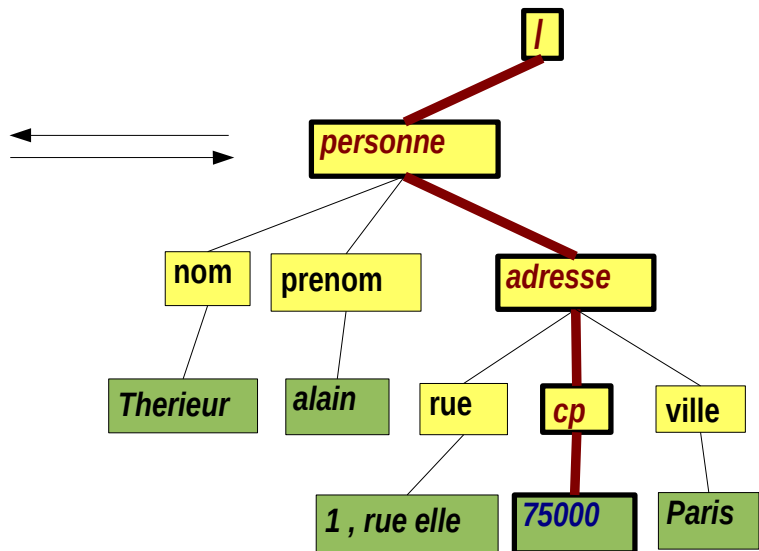 /
personne
nom
prenom
adresse
Therieur
alain
rue
cp
ville
1 , rue elle
75000
Paris